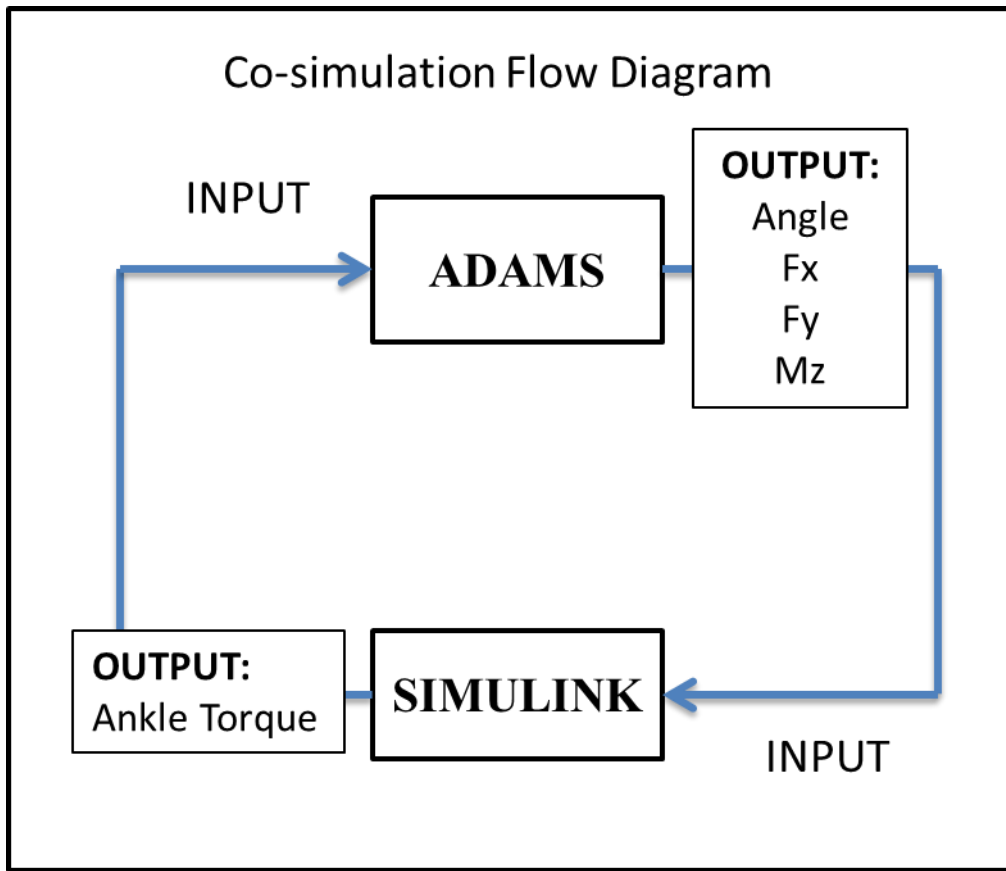 Co-simulation Flow Diagram
INPUT
ADAMS
OUTPUT:
Angle
Fx
Fy
Mz
OUTPUT:
Ankle Torque
SIMULINK
INPUT